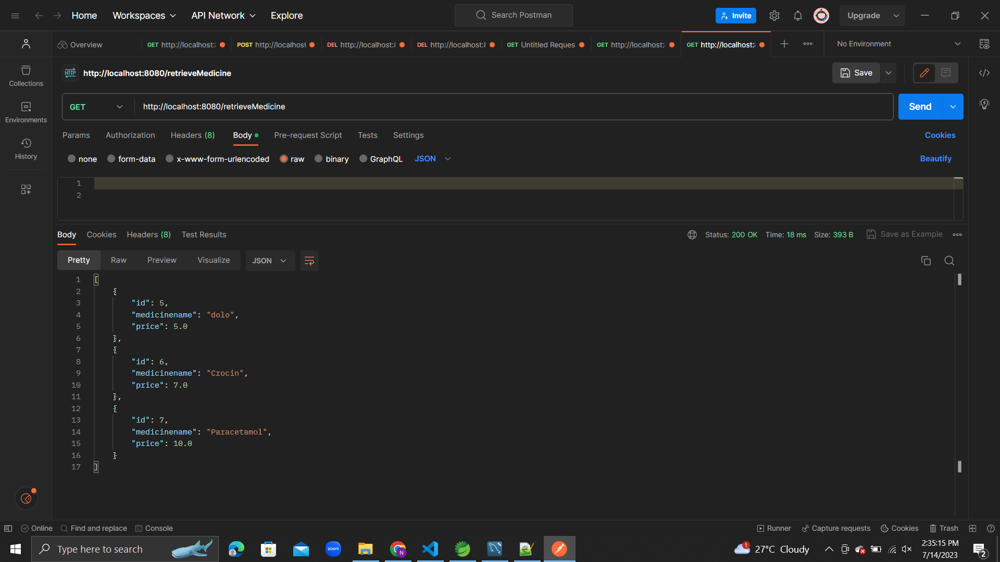 Home Workspaces API Network Explore Search Postman Invite Upgrade
Overview GET http://localhost: POST http://localhost DEL http://localhost: DEL http://localhost: GET Untitled Reques GET http://localhost: GET http://localhost: No Environment
HTTP http://localhost:8080/retrieveMedicine Save
Collections
GET http://localhost:8080/retrieveMedicine Send
Environments
Params Authorization Headers (8) Body Pre-request Script Tests Settings Cookies
History
none form-data x-www-form-urlencoded raw binary GraphQL JSON Beautify
1
2
Body Cookies Headers (8) Test Results Status: 200 OK Time: 18 ms Size: 393 B Save as Example
Pretty Raw Preview Visualize JSON
1 [
2 {
3 "id": 5,
4 "medicinename": "dolo",
5 "price": 5.0
6 },
7 {
8 "id": 6,
9 "medicinename": "Crocin",
10 "price": 7.0
11 },
12 {
13 "id": 7,
14 "medicinename": "Paracetamol",
15 "price": 10.0
16 }
17 ]
Online Find and replace Console Runner Capture requests Cookies Trash
Type here to search zoom N 1 27°C Cloudy 2:35:15 PM
7/14/2023 2